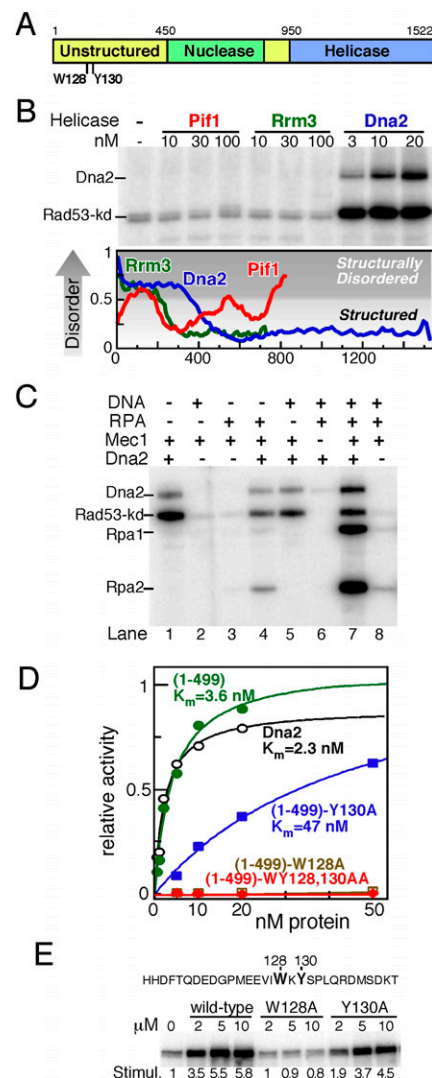 A
1 450 950 1522
Unstructured Nuclease Helicase
W128 Y130
B
Helicase – Pif1 Rrm3 Dna2
nM - 10 30 100 10 30 100 3 10 20
Dna2
Rad53-kd
Disorder
1
0.5
0
Rrm3 Dna2 Pif1
Structurally Disordered
Structured
0 400 800 1200
C
DNA - + - - + + + +
RPA - - + + - + + +
Mec1 + + + + + - + +
Dna2 + - - + + + + -
Dna2
Rad53-kd
Rpa1
Rpa2
Lane 1 2 3 4 5 6 7 8
D
relative activity
1
0.5
0
(1-499)
Km=3.6 nM
Dna2
Km=2.3 nM
(1-499)-Y130A
Km=47 nM
(1-499)-W128A
(1-499)-WY128,130AA
0 10 20 30 50
nM protein
E
128 130
HHDFTQDEDGPMEEVIWKYSPLQRDMSDKT
wild-type W128A Y130A
µM 0 2 5 10 2 5 10 2 5 10
Stimul. 1 3.5 5.5 5.8 1 0.9 0.8 1.9 3.7 4.5